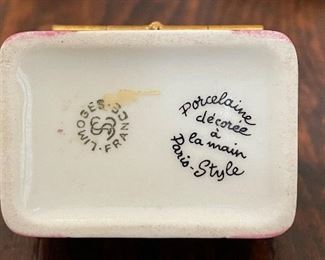 LIMOGES-FRANCE
Porcelaine
décorée
à
la main
Paris-Style